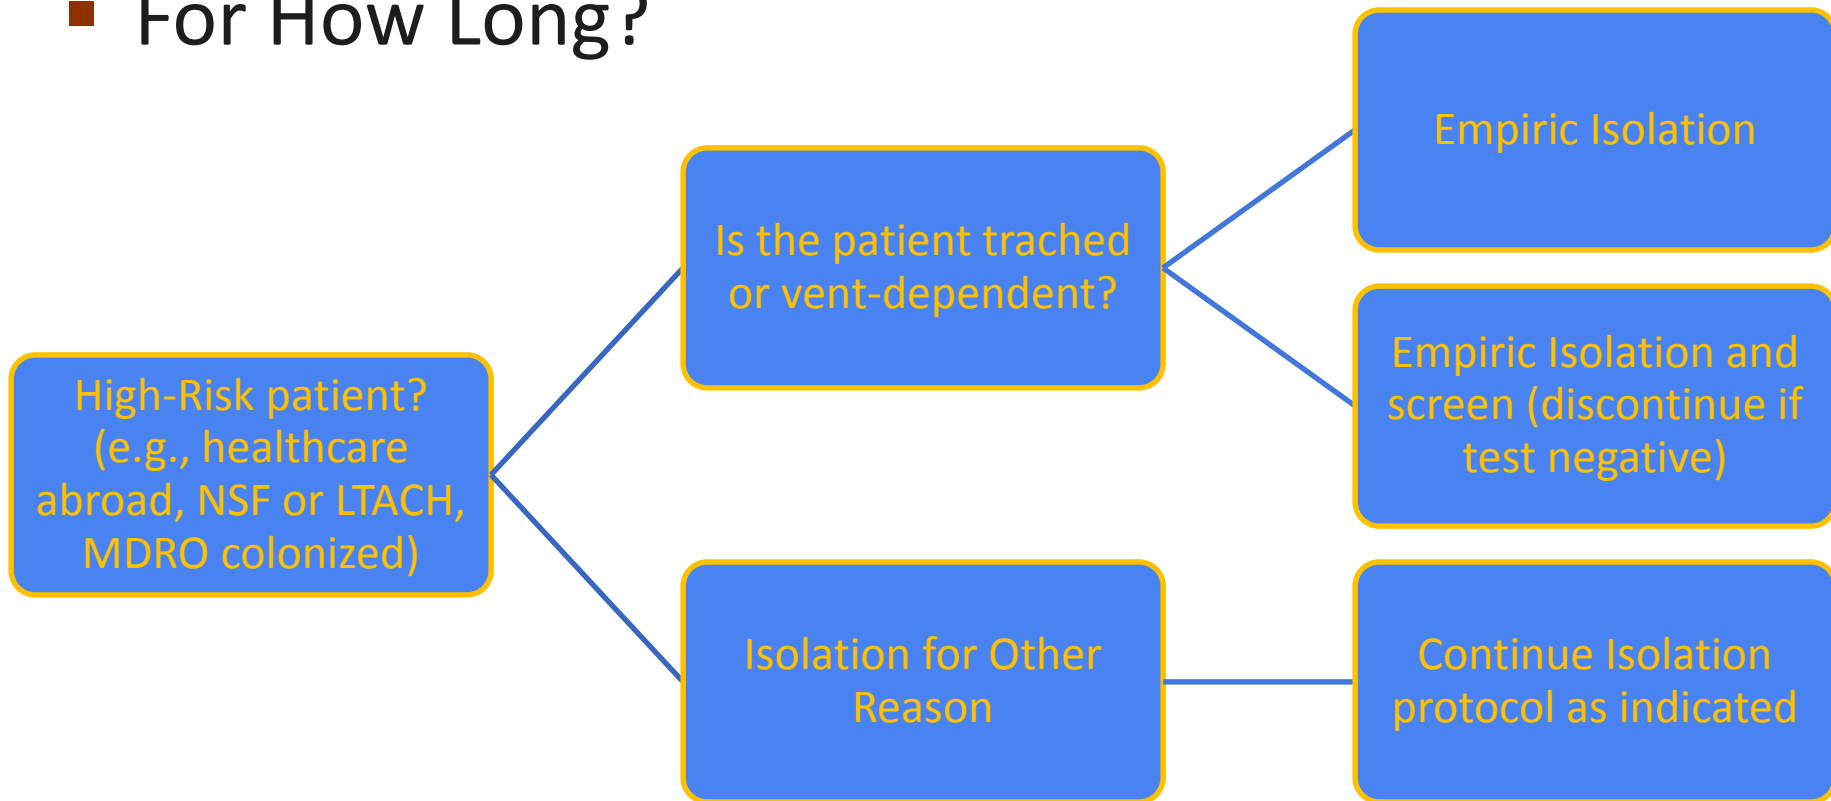 ▪ For How Long?
High-Risk patient?
(e.g., healthcare
abroad, NSF or LTACH,
MDRO colonized)
Is the patient trached
or vent-dependent?
Isolation for Other
Reason
Empiric Isolation
Empiric Isolation and
screen (discontinue if
test negative)
Continue Isolation
protocol as indicated